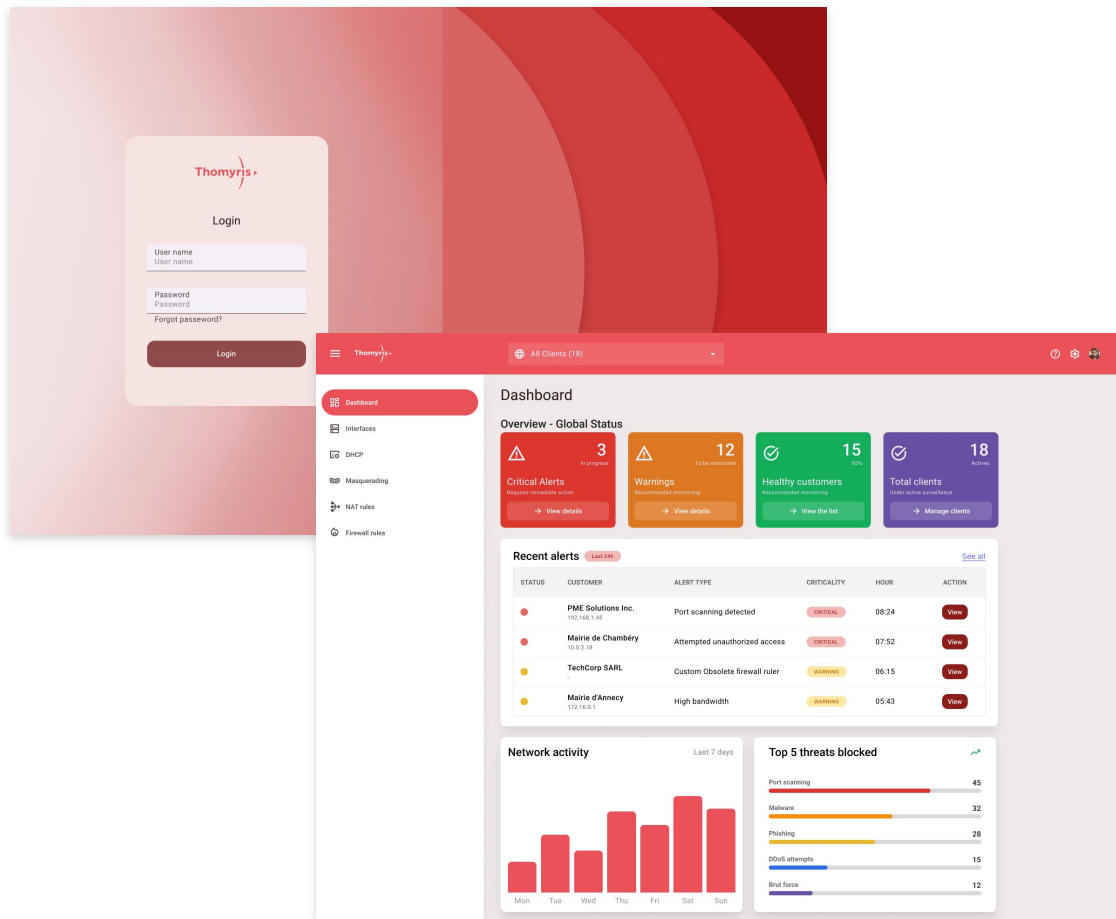 Thomyris
Login
User name
User name
Password
Password
Forgot passeword?
Login
Thomyris
All Clients (18)
Dashboard
Interfaces
DHCP
Masquerading
NAT rules
Firewall rules
Dashboard
Overview - Global Status
3
In progress
Critical Alerts
Requires immediate action
View details
12
To be monitored
Warnings
Recommended monitoring
View details
15
83%
Healthy customers
Recommended monitoring
View the list
18
Actives
Total clients
Under active surveillance
Manage clients
Recent alerts Last 24h See all
STATUS CUSTOMER ALERT TYPE CRITICALITY HOUR ACTION
PME Solutions Inc.
192.168.1.45
Port scanning detected CRITICAL 08:24 View
Mairie de Chambéry
10.0.2.18
Attempted unauthorized access CRITICAL 07:52 View
TechCorp SARL
-
Custom Obsolete firewall ruler WARNING 06:15 View
Mairie d'Annecy
172.16.0.1
High bandwidth WARNING 05:43 View
Network activity Last 7 days
Mon Tue Wed Thu Fri Sat Sun
Top 5 threats blocked
Port scanning 45
Malware 32
Phishing 28
DDoS attempts 15
Brut force 12